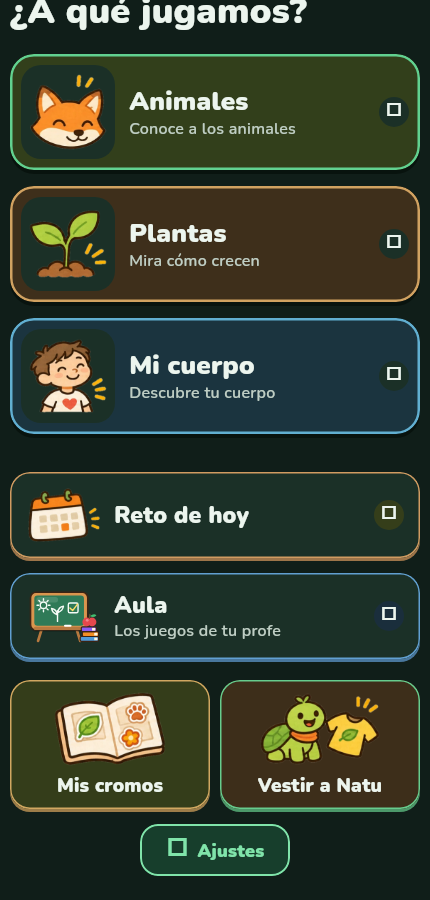 ¿A qué jugamos?
Animales
Conoce a los animales
Plantas
Mira cómo crecen
Mi cuerpo
Descubre tu cuerpo
Reto de hoy
Aula
Los juegos de tu profe
Mis cromos
Vestir a Natu
Ajustes